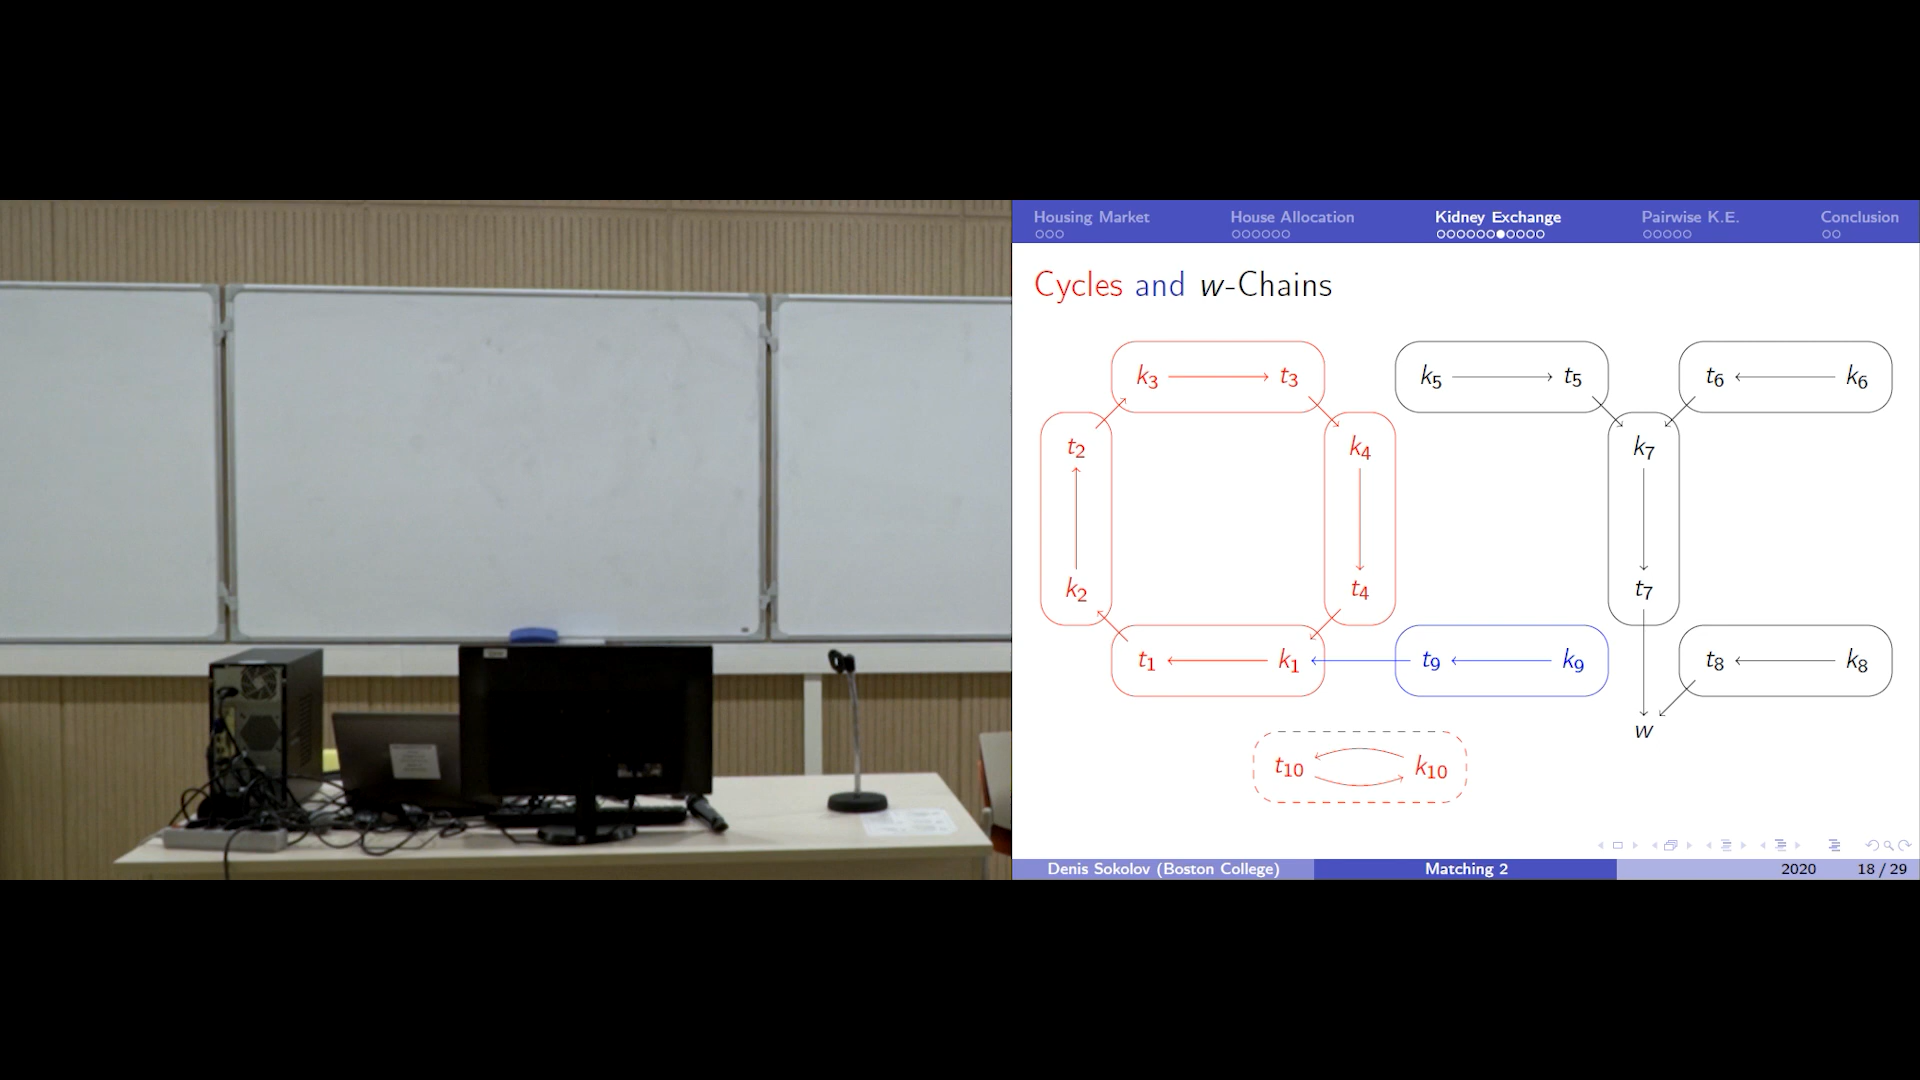 Housing Market House Allocation Kidney Exchange Pairwise K.E. Conclusion
Cycles and w-Chains
k3 t3 k5 t5 t6 k6
t2 k4 k7
k2 t4 t7
t1 k1 t9 k9 t8 k8
w
t10 k10
Denis Sokolov (Boston College) Matching 2 2020 18 / 29